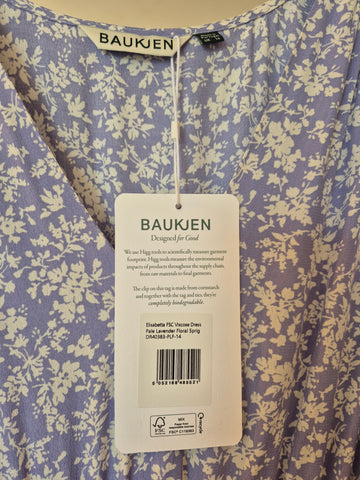 BAUKJEN
BAUKJEN
Designed for Good
We use Higg tools to scientifically measure garment
footprint. Higg tools measure the environmental
impacts of products throughout the supply chain,
from raw materials to final garments.
The clip on this tag is made from cornstarch
and together with the tag and ties, they're
completely biodegradable.
Elisabetta FSC Viscose Dress
Pale Lavender Floral Sprig
DR40383-PLF-14
FSC
MIX
Recycle